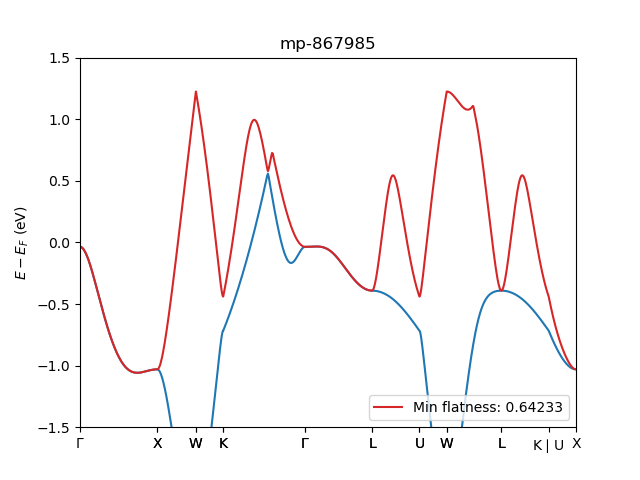 mp-867985
1.5
1.0
0.5
0.0
−0.5
−1.0
−1.5
E − E_F (eV)
Min flatness: 0.64233
Γ X W K Γ L U W L K | U X